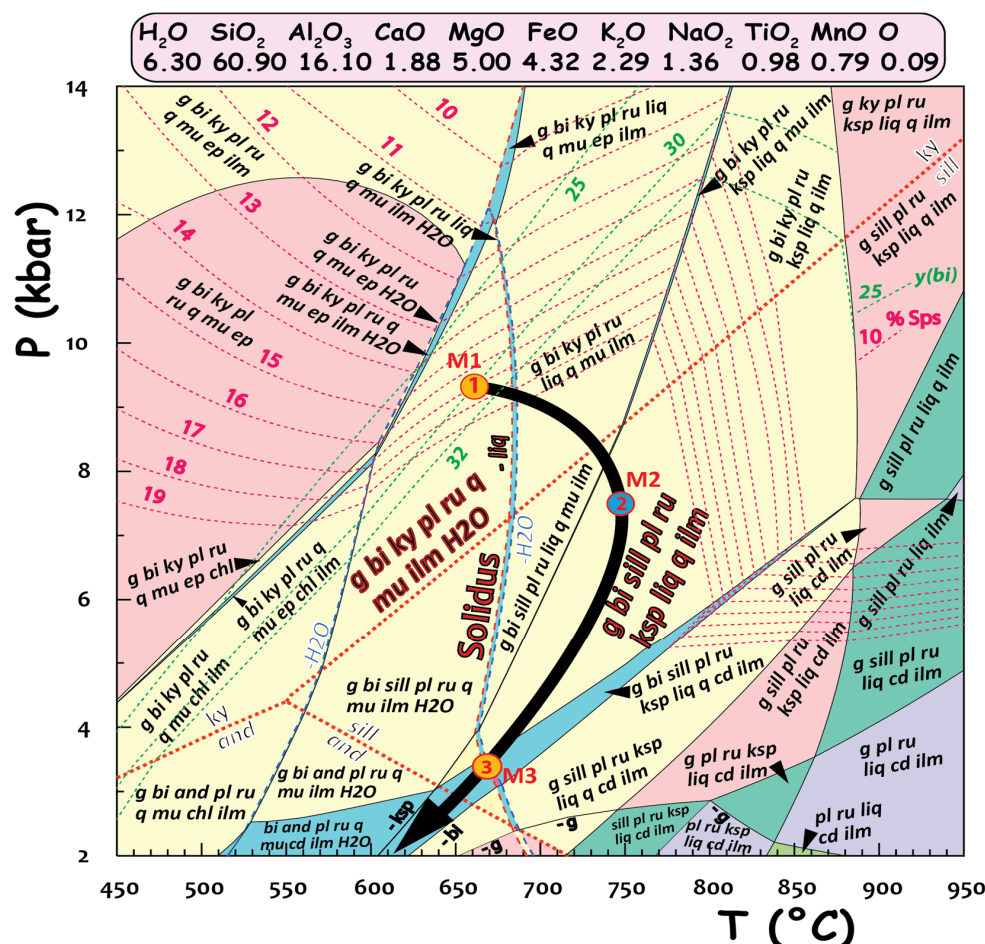 H2O SiO2 Al2O3 CaO MgO FeO K2O NaO2 TiO2 MnO O
6.30 60.90 16.10 1.88 5.00 4.32 2.29 1.36 0.98 0.79 0.09
P (kbar)
14
12
10
8
6
4
2
g bi ky pl ru
q mu ep ilm
12
11
10
13
14
15
16
17
18
19
g bi ky pl ru liq
q mu ep ilm
g bi ky pl ru liq
q mu ilm H2O
g bi ky pl ru
q mu ep H2O
g bi ky pl ru q
mu ep ilm H2O
g bi ky pl
ru q mu ep
25
30
32
g bi ky pl ru
ksp liq q mu ilm
g ky pl ru
ksp liq q ilm
ky
sill
g bi ky pl ru
ksp liq q ilm
g sill pl ru
ksp liq q ilm
25 y(bi)
10 % Sps
g bi ky pl ru
liq q mu ilm
M1
1
M2
2
M3
3
g sill pl ru liq q ilm
- liq
-H2O
Solidus
g bi ky pl ru q
mu ilm H2O
g bi sill pl ru liq q mu ilm
g bi sill pl ru
ksp liq q ilm
g bi ky pl ru
q mu ep chl
g bi ky pl ru q
mu ep chl ilm
-H2O
g bi ky pl ru
q mu chl ilm
g sill pl ru
liq cd ilm
g sill pl ru liq ilm
g sill pl ru
ksp liq cd ilm
g sill pl ru
liq cd ilm
g bi sill pl ru
ksp liq q cd ilm
g bi sill pl ru q
mu ilm H2O
ky
and
sill
and
g bi and pl ru
q mu chl ilm
g bi and pl ru q
mu ilm H2O
bi and pl ru q
mu cd ilm H2O
-ksp
-bi
-g
-g
-g
g sill pl ru ksp
liq q cd ilm
g pl ru ksp
liq cd ilm
g pl ru
liq cd ilm
sill pl ru ksp
liq cd ilm
pl ru ksp
liq cd ilm
pl ru liq
cd ilm
450 500 550 600 650 700 750 800 850 900 950
T (°C)